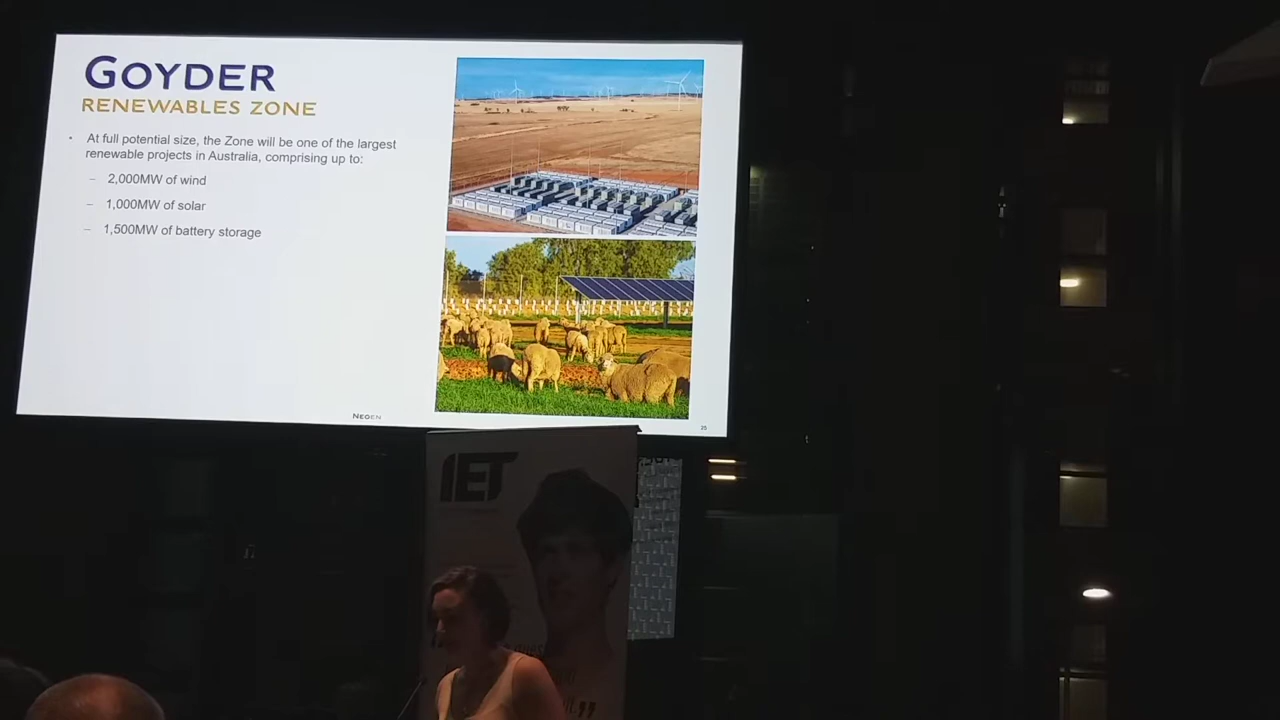 GOYDER
RENEWABLES ZONE
• At full potential size, the Zone will be one of the largest
renewable projects in Australia, comprising up to:
– 2,000MW of wind
– 1,000MW of solar
– 1,500MW of battery storage
NEOEN
25
IET